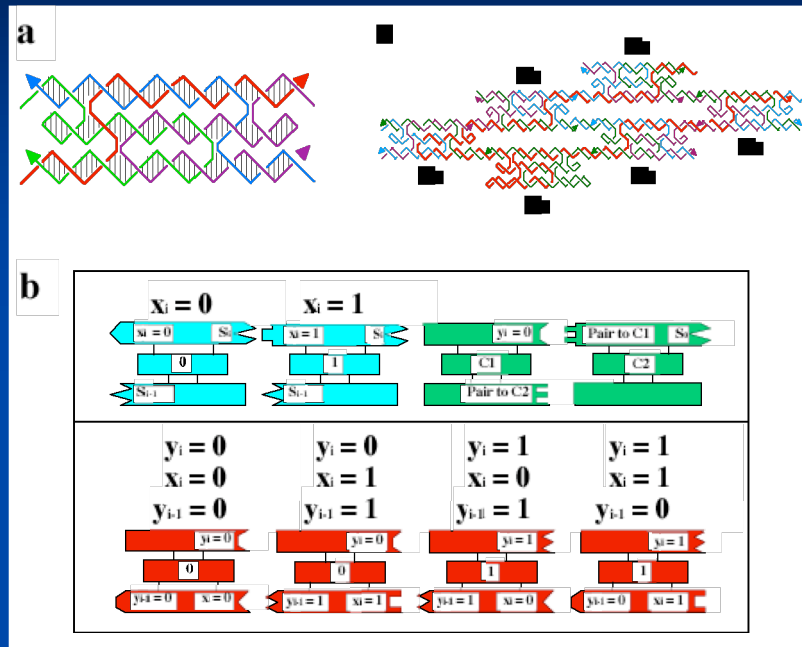 a
b
xᵢ = 0 xᵢ = 1
xᵢ = 0 Sᵢ xᵢ = 1 Sᵢ yᵢ = 0 Pair to C1 S₀
0 1 C1 C2
Sᵢ₋₁ Sᵢ₋₁ Pair to C2
yᵢ = 0 yᵢ = 0 yᵢ = 1 yᵢ = 1
xᵢ = 0 xᵢ = 1 xᵢ = 0 xᵢ = 1
yᵢ₋₁ = 0 yᵢ₋₁ = 1 yᵢ₋₁ = 1 yᵢ₋₁ = 0
yᵢ = 0 yᵢ = 0 yᵢ = 1 yᵢ = 1
0 0 1 1
yᵢ₋₁ = 0 xᵢ = 0 yᵢ₋₁ = 1 xᵢ = 1 yᵢ₋₁ = 1 xᵢ = 0 yᵢ₋₁ = 0 xᵢ = 1